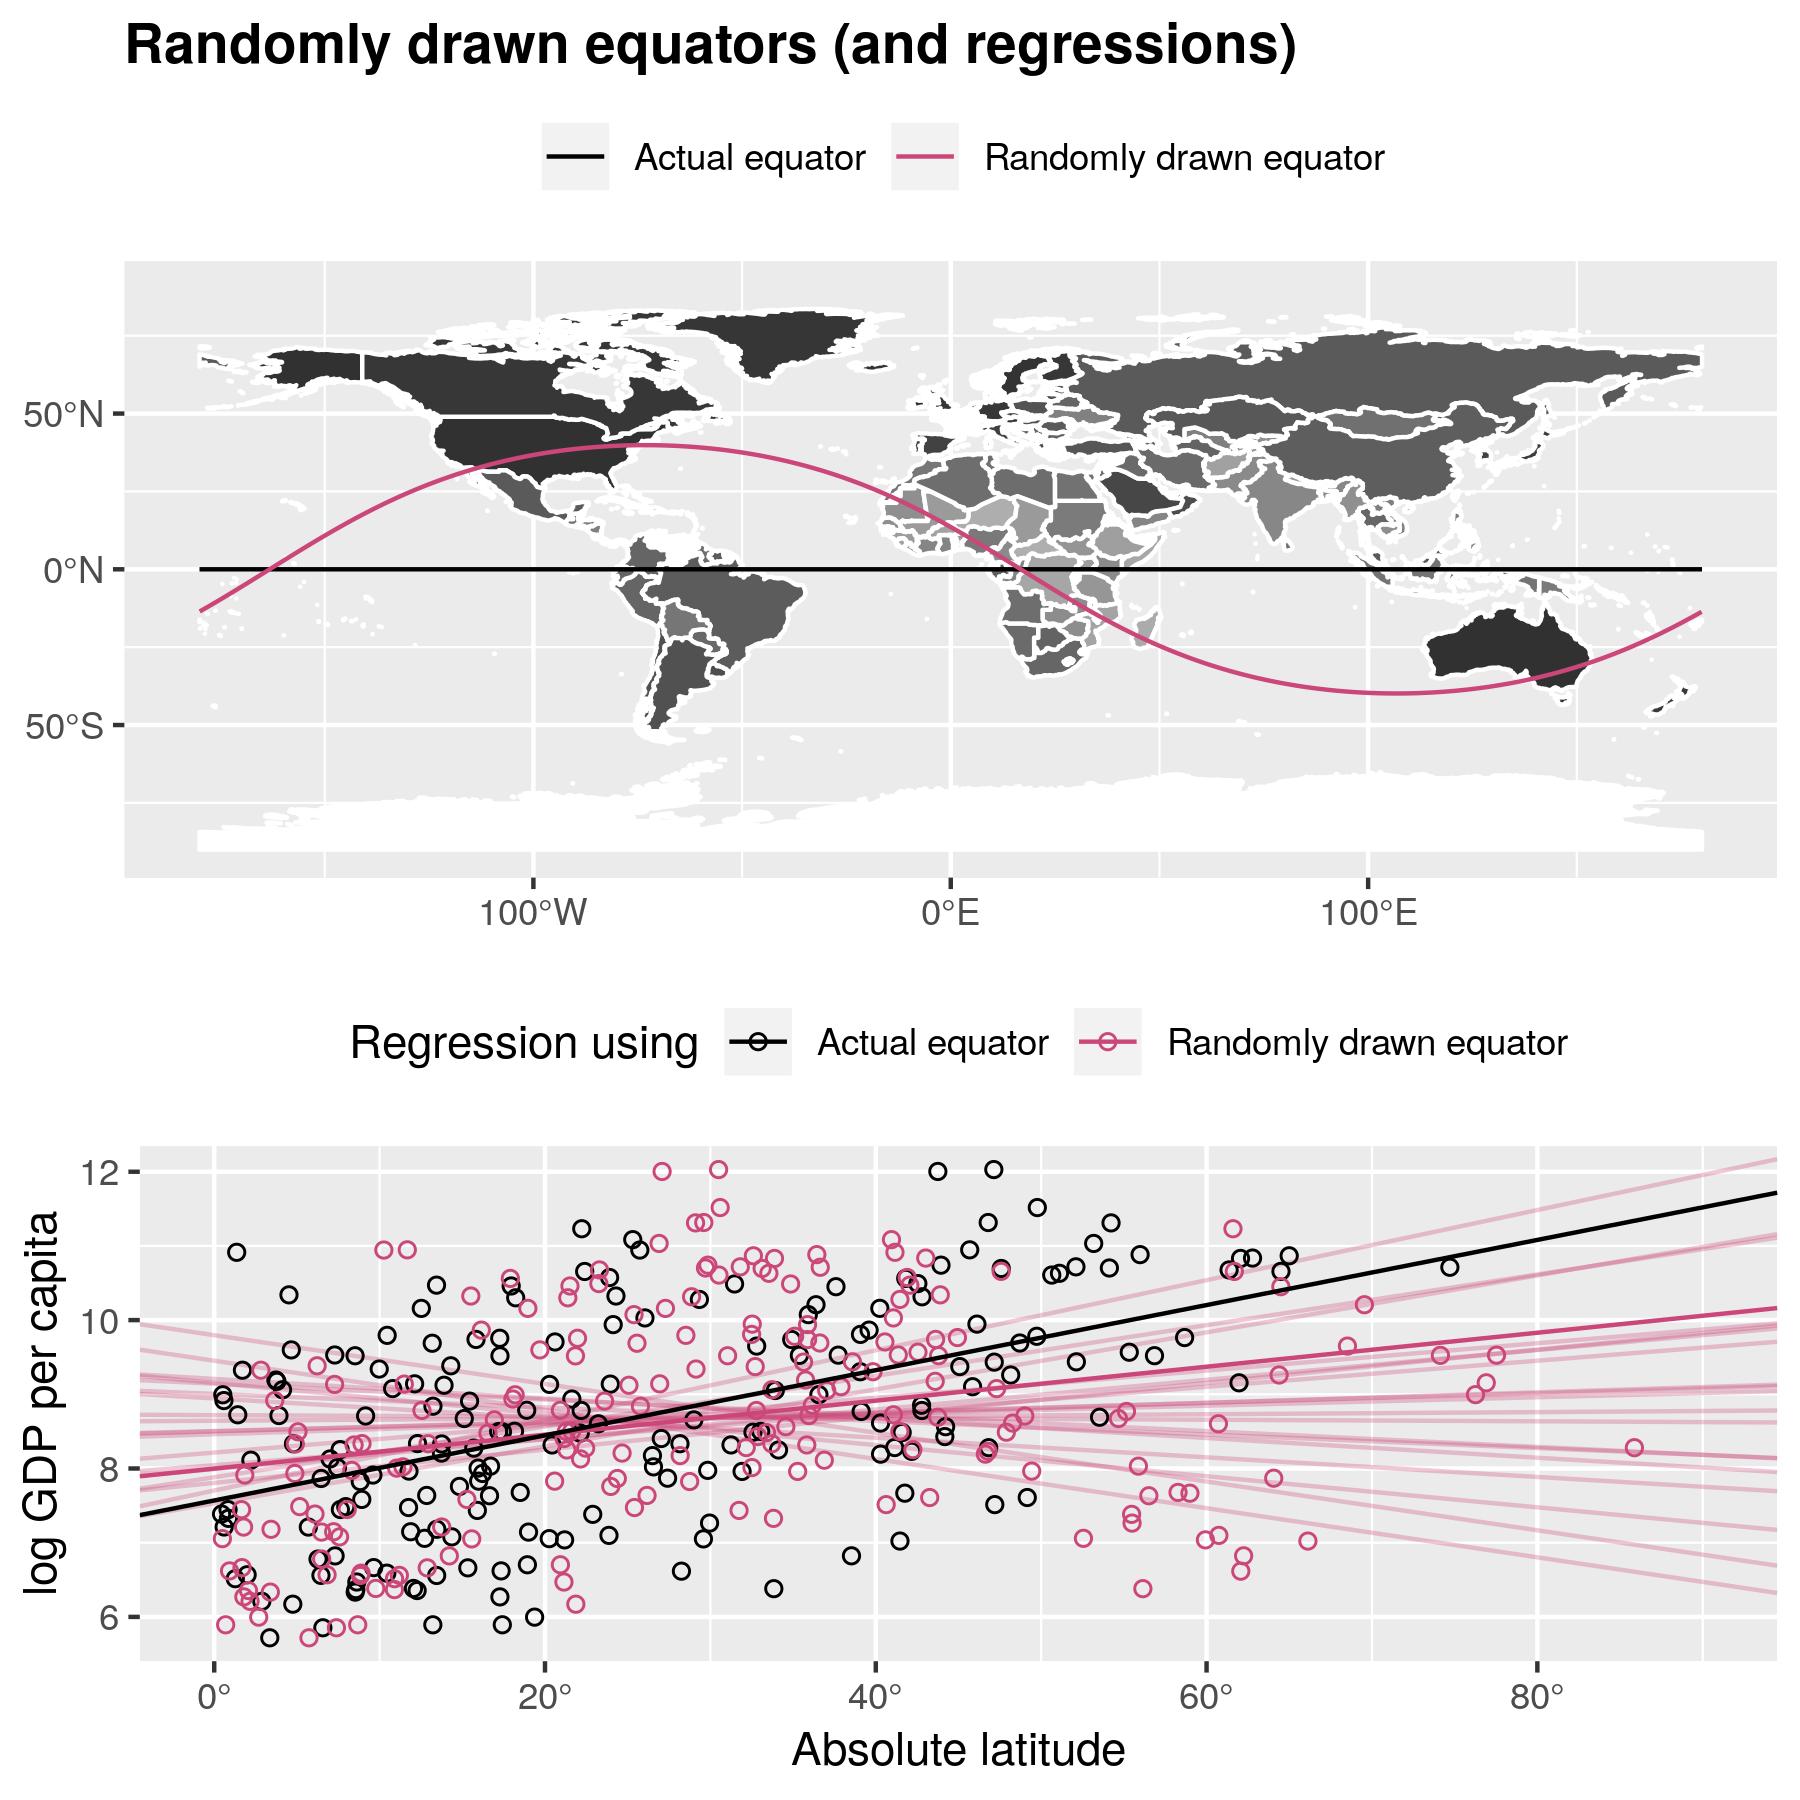 Randomly drawn equators (and regressions)
Actual equator
Randomly drawn equator
50°N
0°N
50°S
100°W
0°E
100°E
Regression using
Actual equator
Randomly drawn equator
log GDP per capita
12
10
8
6
0°
20°
40°
60°
80°
Absolute latitude